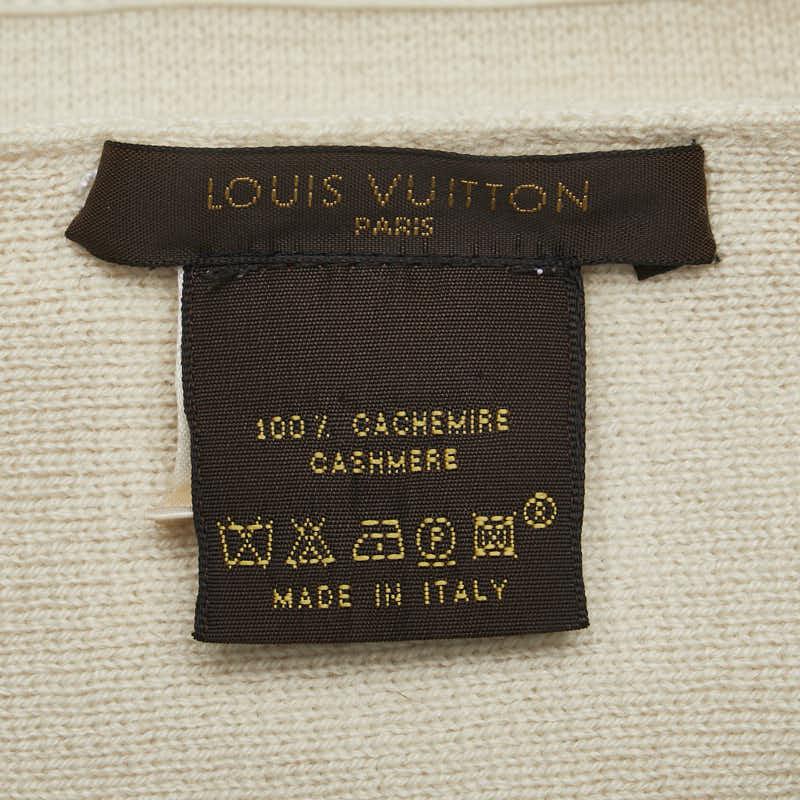 LOUIS VUITTON
PARIS
100% CACHEMIRE
CASHMERE
P
®
MADE IN ITALY